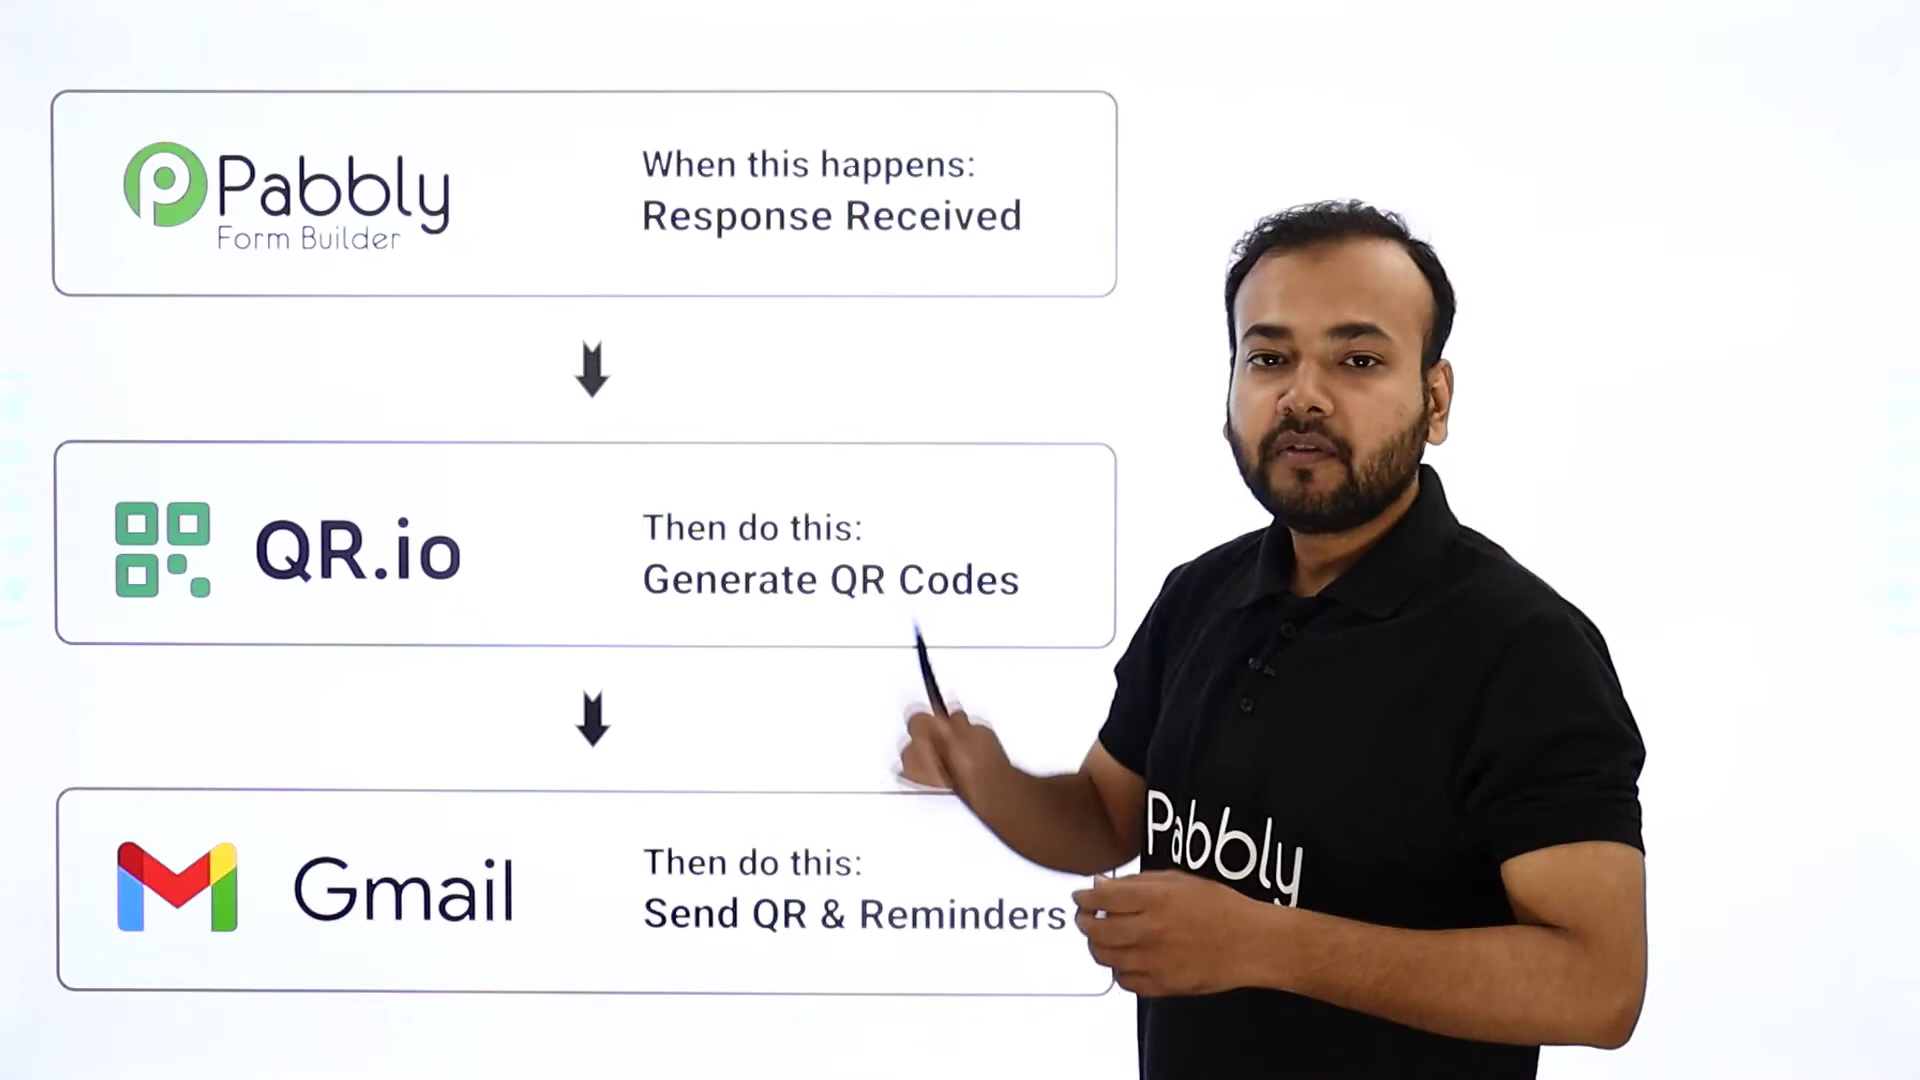 Pabbly
Form Builder
When this happens:
Response Received
QR.io
Then do this:
Generate QR Codes
Gmail
Then do this:
Send QR & Reminders
Pabbly